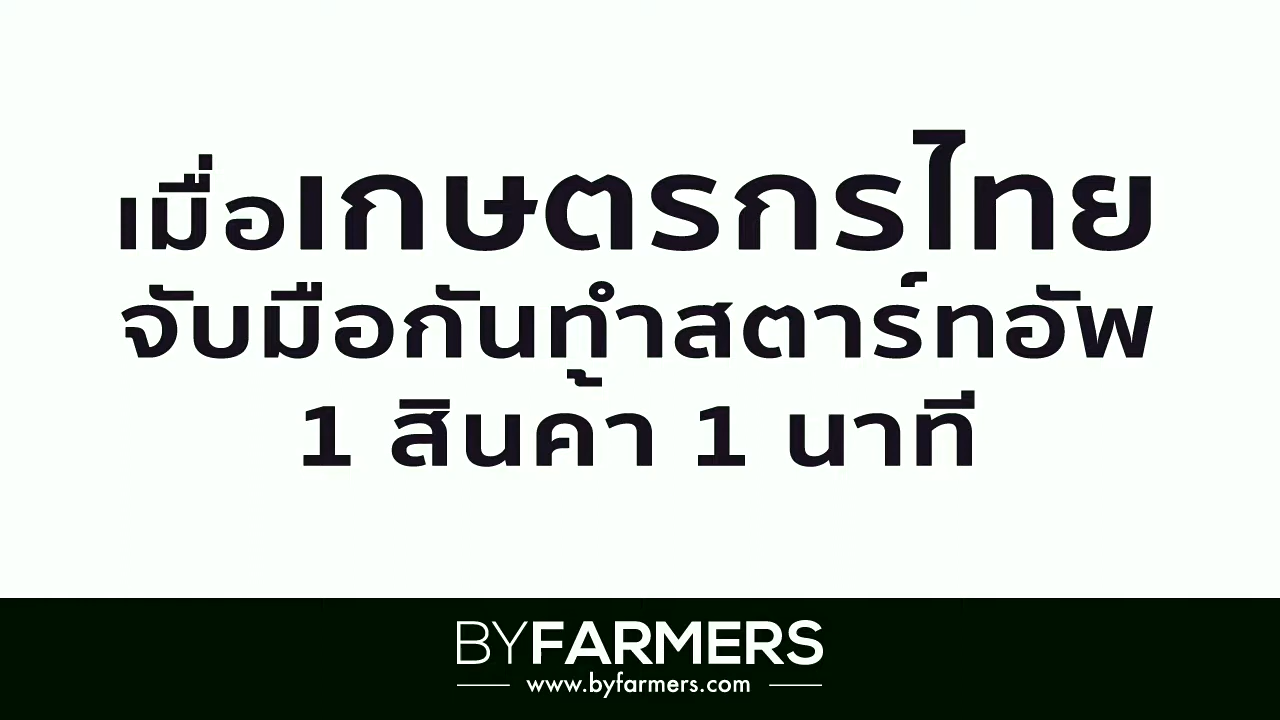 เมื่อเกษตรกรไทย
จับมือกันทำสตาร์ทอัพ
1 สินค้า 1 นาที
BYFARMERS
www.byfarmers.com